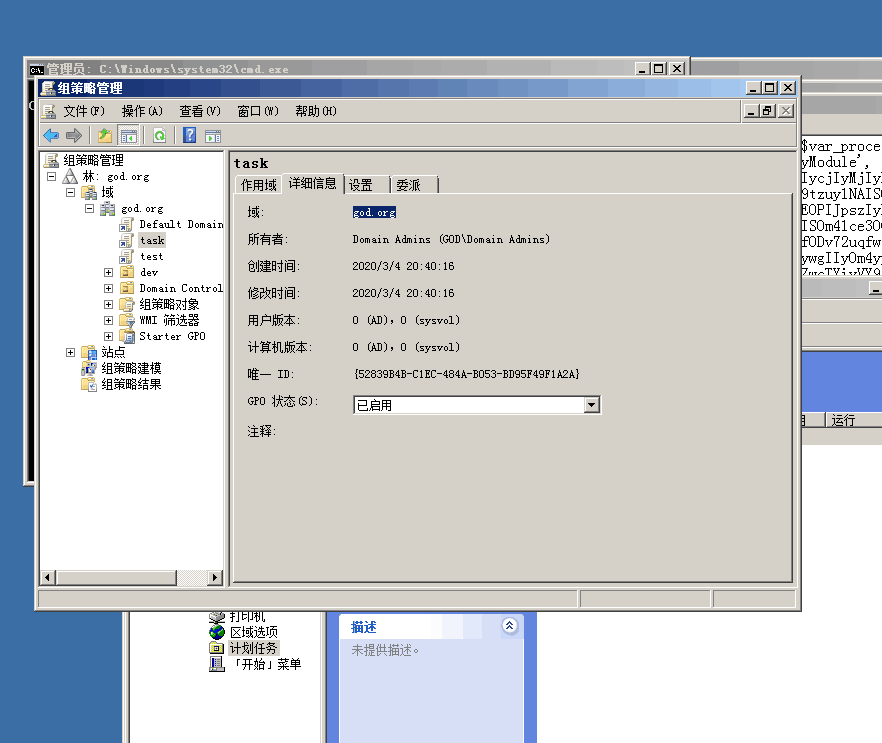 管理员: C:\Windows\system32\cmd.exe
组策略管理
文件(F) 操作(A) 查看(V) 窗口(W) 帮助(H)
组策略管理
林: god.org
域
god.org
Default Domain
task
test
dev
Domain Control
组策略对象
WMI 筛选器
Starter GPO
站点
组策略建模
组策略结果
task
作用域 详细信息 设置 委派
域: god.org
所有者: Domain Admins (GOD\Domain Admins)
创建时间: 2020/3/4 20:40:16
修改时间: 2020/3/4 20:40:16
用户版本: 0 (AD), 0 (sysvol)
计算机版本: 0 (AD), 0 (sysvol)
唯一 ID: {52839B4B-C1EC-484A-B053-BD95F49F1A2A}
GPO 状态(S): 已启用
注释:
$var_proce
yModule',
9tzuylNAIS
运行
打印机
区域选项
计划任务
「开始」菜单
描述
未提供描述。